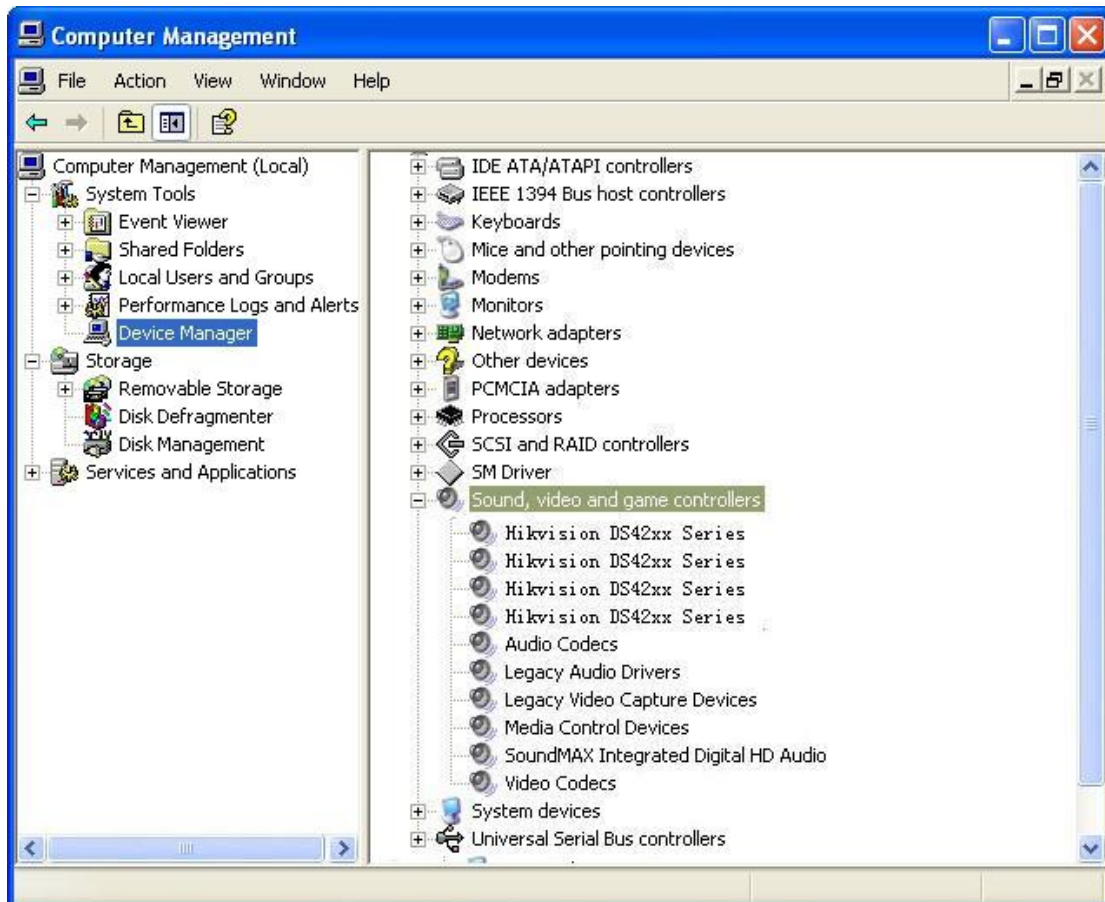 Computer Management
File Action View Window Help
Computer Management (Local)
System Tools
Event Viewer
Shared Folders
Local Users and Groups
Performance Logs and Alerts
Device Manager
Storage
Removable Storage
Disk Defragmenter
Disk Management
Services and Applications
IDE ATA/ATAPI controllers
IEEE 1394 Bus host controllers
Keyboards
Mice and other pointing devices
Modems
Monitors
Network adapters
Other devices
PCMCIA adapters
Processors
SCSI and RAID controllers
SM Driver
Sound, video and game controllers
Hikvision DS42xx Series
Hikvision DS42xx Series
Hikvision DS42xx Series
Hikvision DS42xx Series
Audio Codecs
Legacy Audio Drivers
Legacy Video Capture Devices
Media Control Devices
SoundMAX Integrated Digital HD Audio
Video Codecs
System devices
Universal Serial Bus controllers